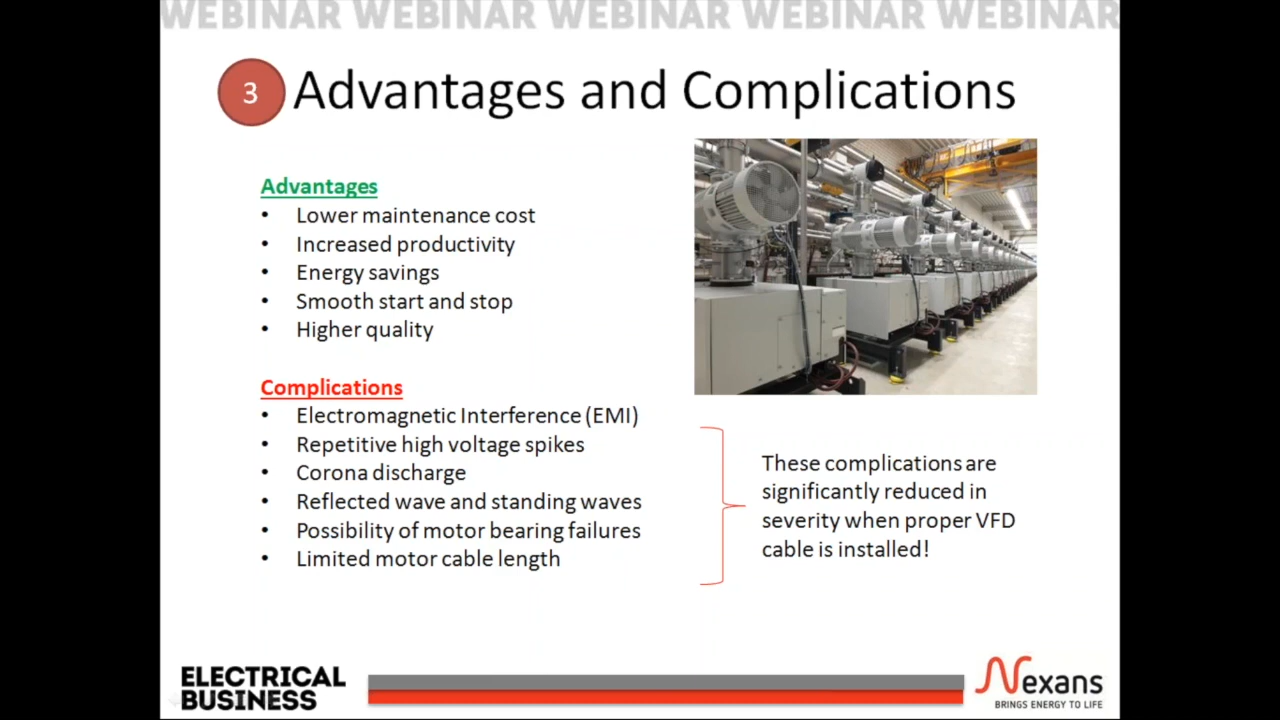 WEBINAR WEBINAR WEBINAR WEBINAR WEBINAR WEBINAR
3 Advantages and Complications
Advantages
• Lower maintenance cost
• Increased productivity
• Energy savings
• Smooth start and stop
• Higher quality
Complications
• Electromagnetic Interference (EMI)
• Repetitive high voltage spikes
• Corona discharge
• Reflected wave and standing waves
• Possibility of motor bearing failures
• Limited motor cable length
These complications are
significantly reduced in
severity when proper VFD
cable is installed!
ELECTRICAL
BUSINESS
Nexans
BRINGS ENERGY TO LIFE